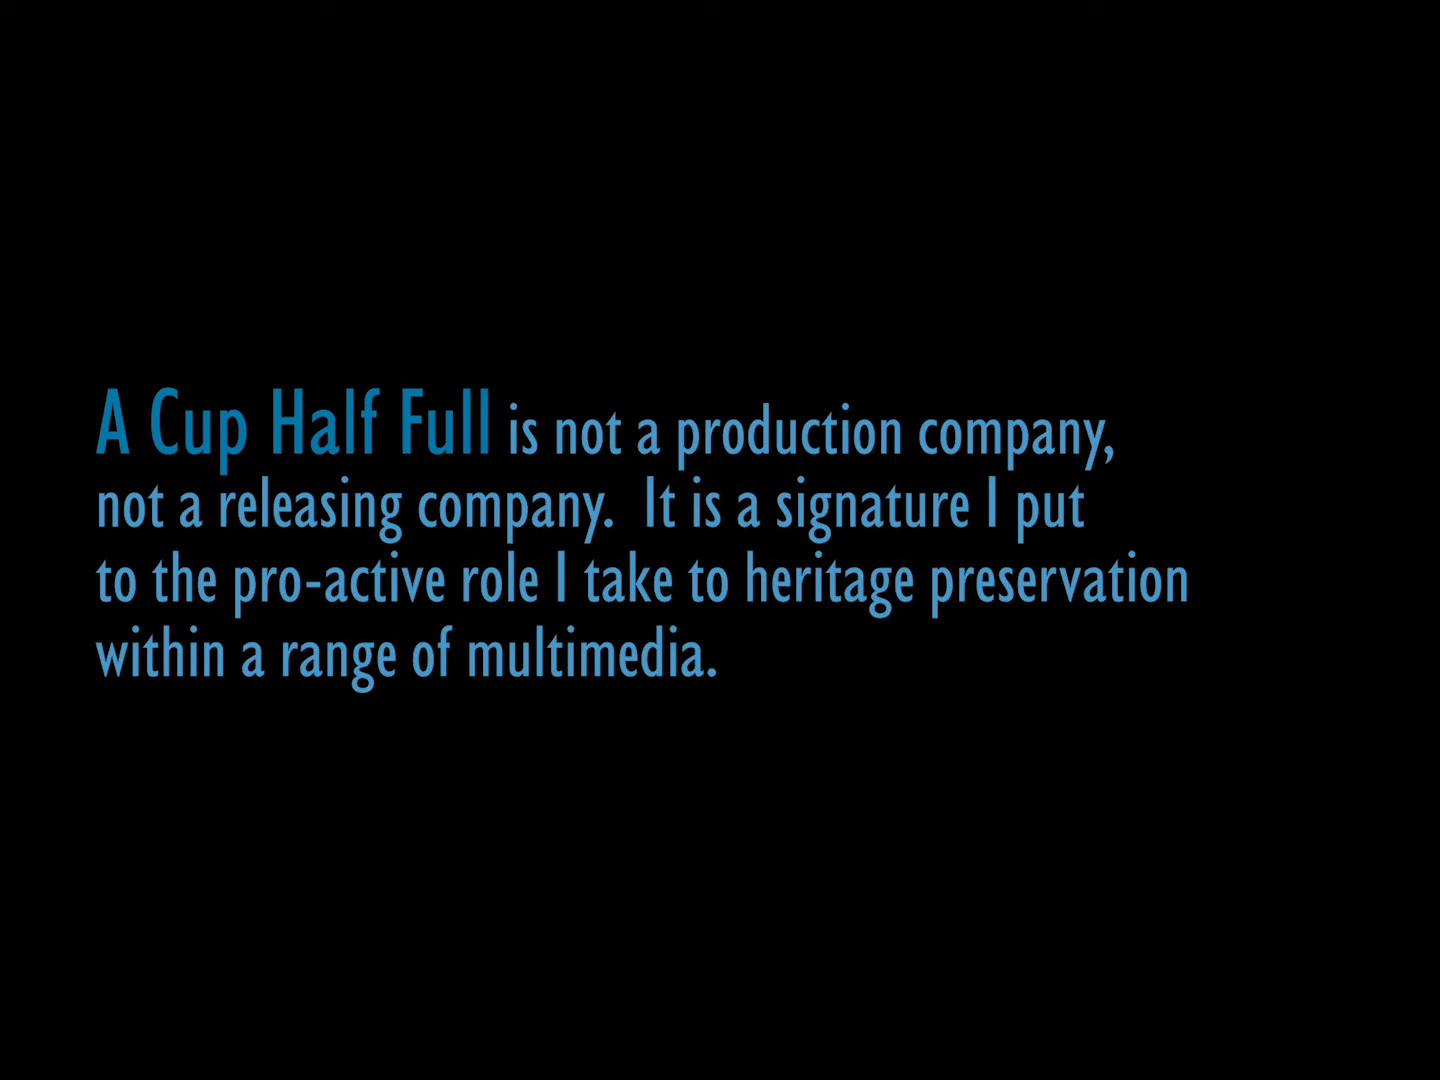 A Cup Half Full is not a production company,
not a releasing company.  It is a signature I put
to the pro-active role I take to heritage preservation
within a range of multimedia.